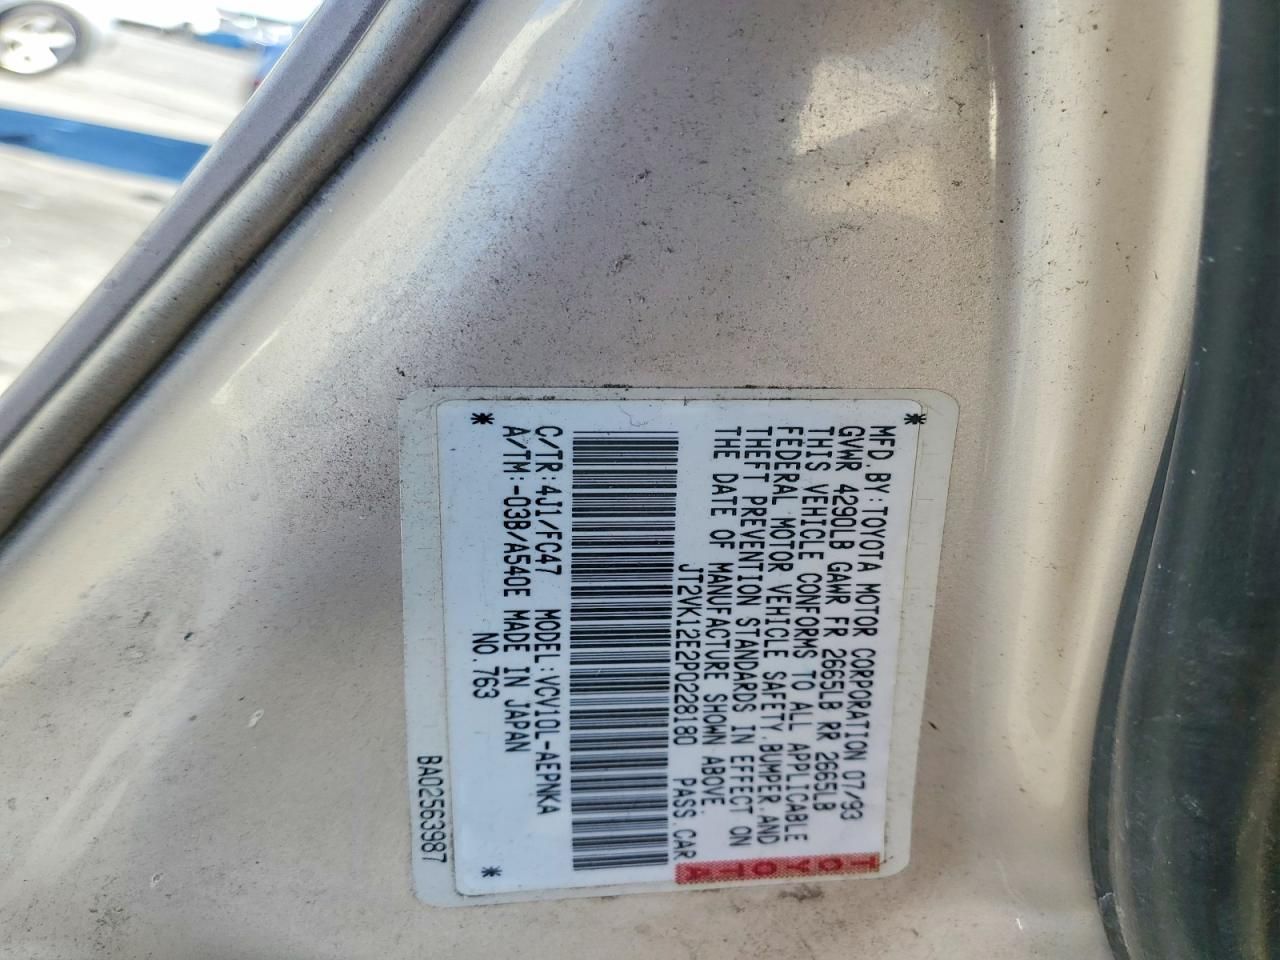 MFD.BY:TOYOTA MOTOR CORPORATION 07/93
GVWR 4290LB GAWR FR 2665LB RR 2665LB
THIS VEHICLE CONFORMS TO ALL APPLICABLE
FEDERAL MOTOR VEHICLE SAFETY,BUMPER,AND
THEFT PREVENTION STANDARDS IN EFFECT ON
THE DATE OF MANUFACTURE SHOWN ABOVE.
JT2VK12E2P0228180 PASS.CAR
C/TR:4J1/FC47 MODEL:VCV10L-AEPNKA
A/TM:-03B/A540E MADE IN JAPAN
NO.763
TOYOTA
BA02563987